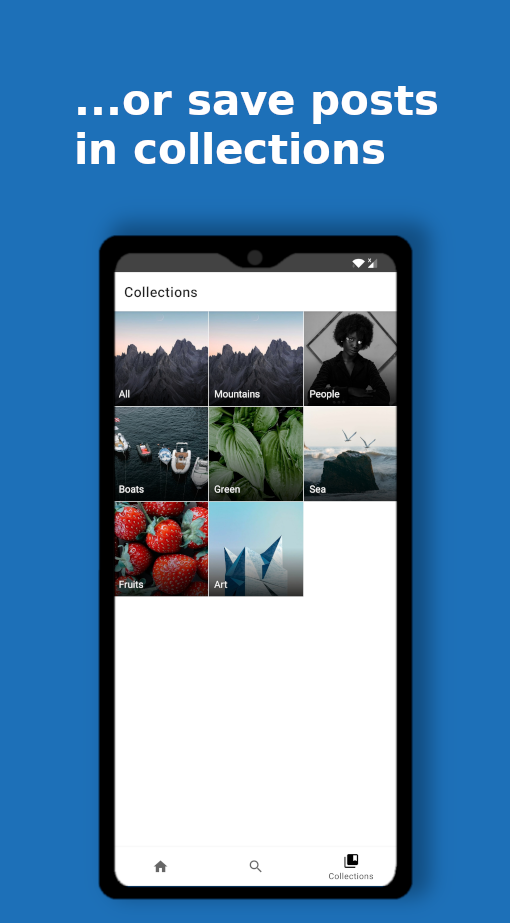 ...or save posts
in collections
Collections
All
Mountains
People
Boats
Green
Sea
Fruits
Art
Collections